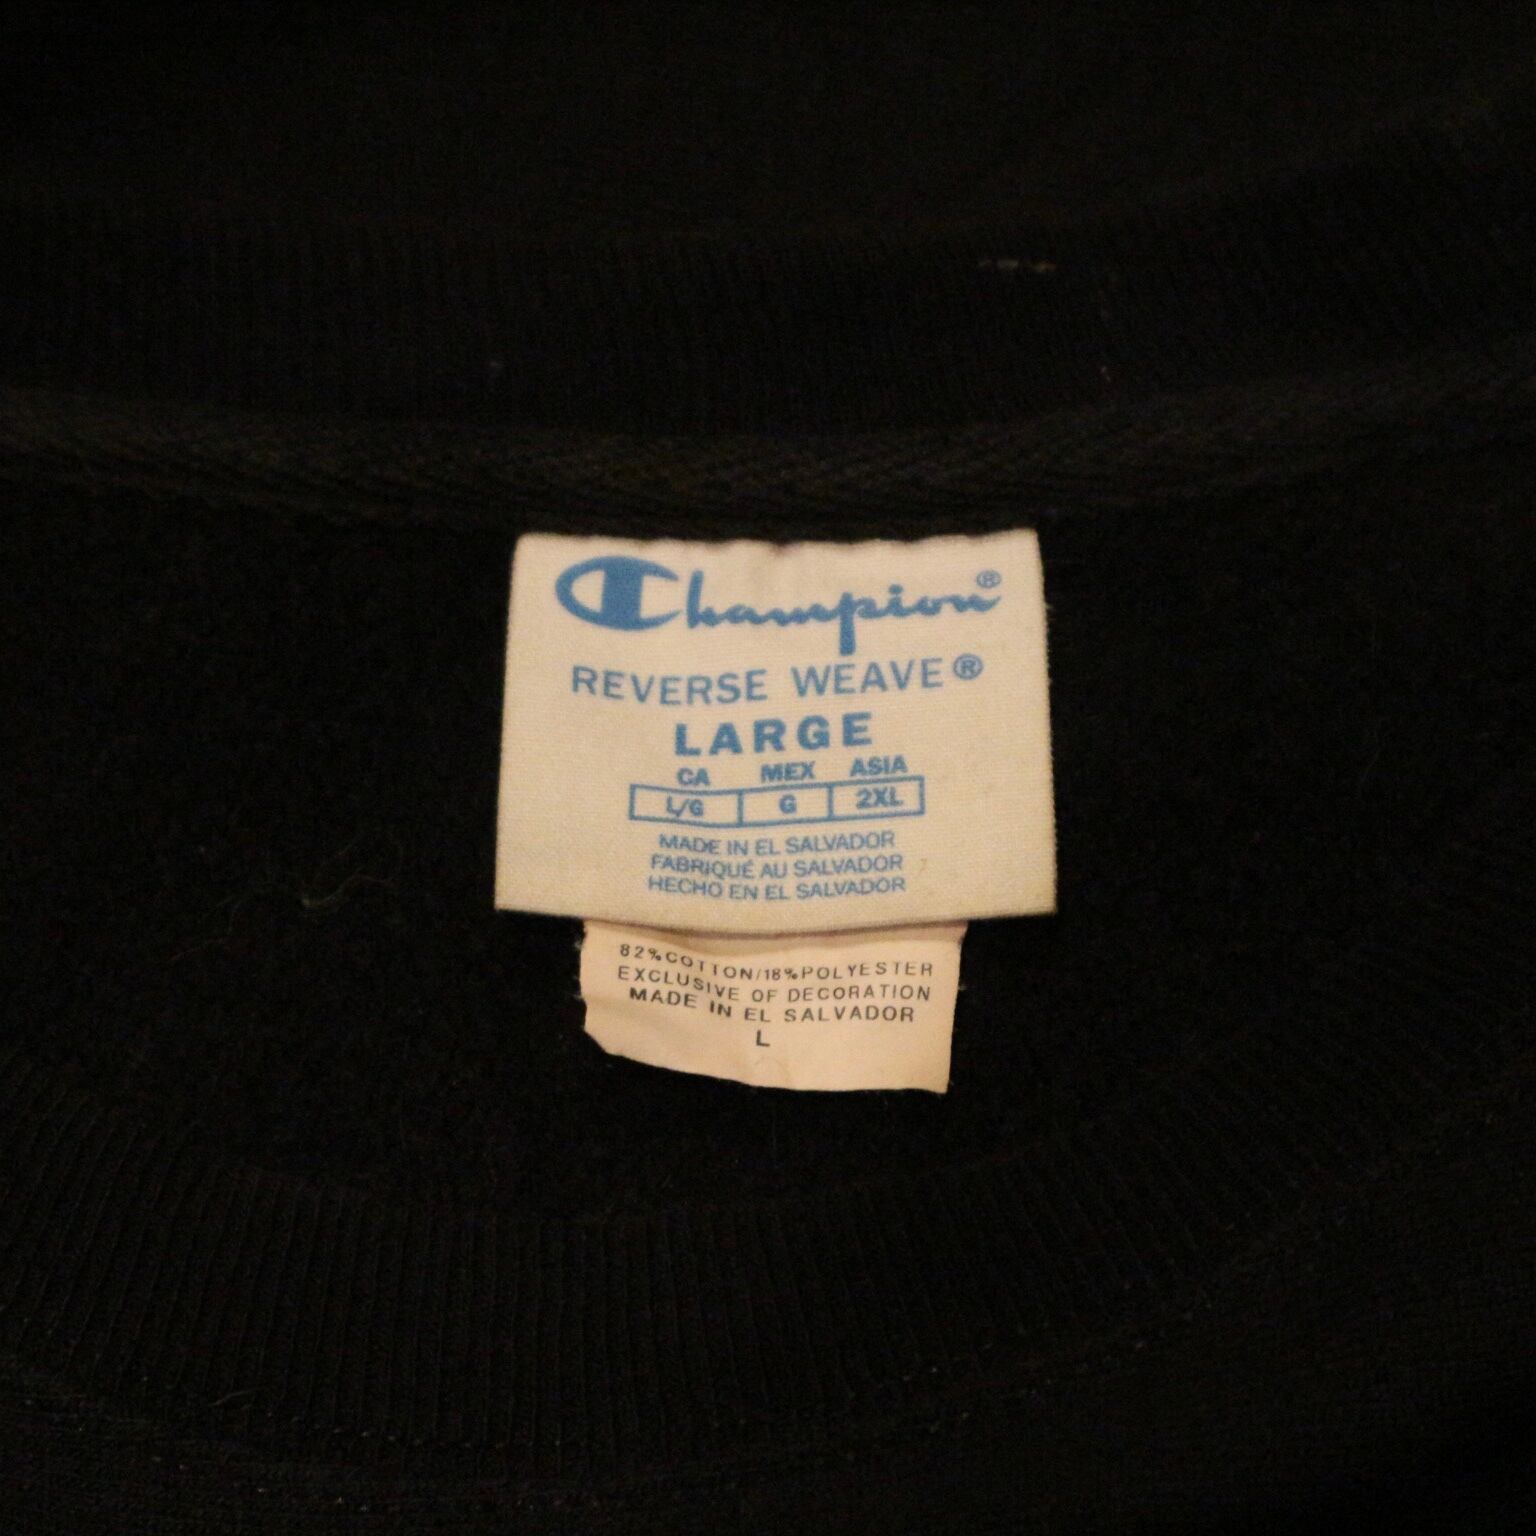 Champion®
REVERSE WEAVE®
LARGE
CA MEX ASIA
L/G G 2XL
MADE IN EL SALVADOR
FABRIQUÉ AU SALVADOR
HECHO EN EL SALVADOR
82%COTTON/18%POLYESTER
EXCLUSIVE OF DECORATION
MADE IN EL SALVADOR
L